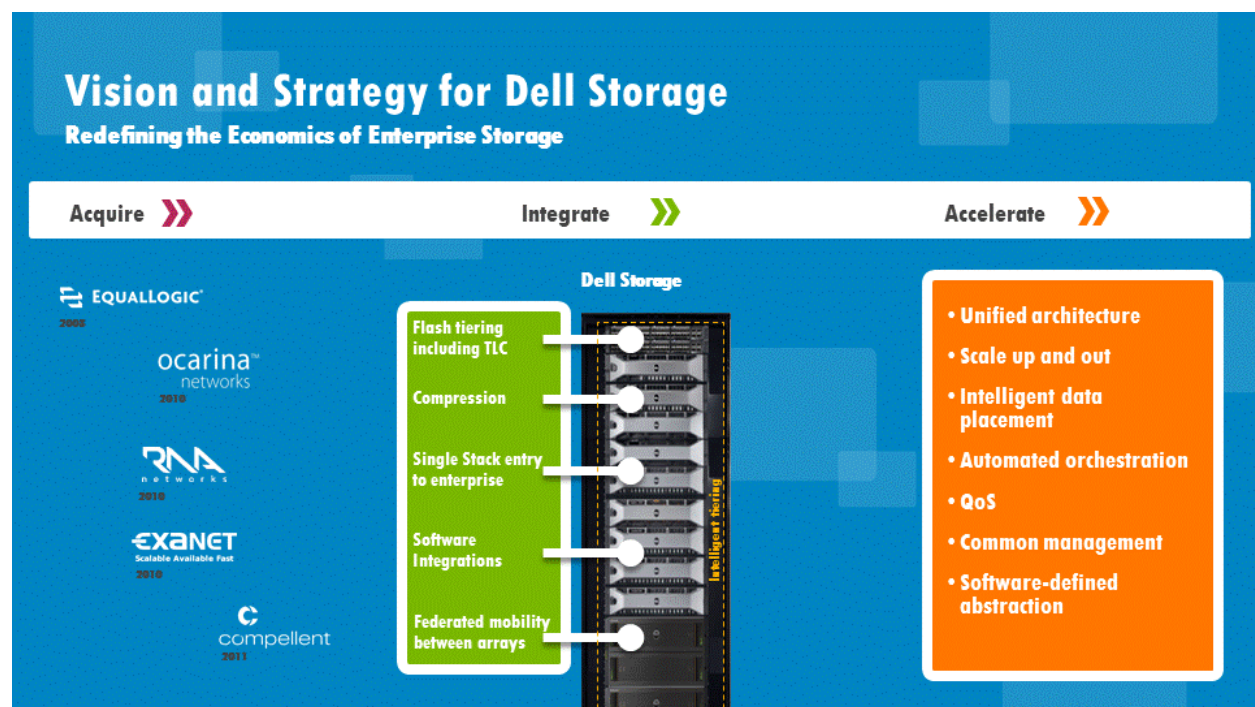 Vision and Strategy for Dell Storage
Redefining the Economics of Enterprise Storage
Acquire
Integrate
Accelerate
EQUALLOGIC
2008
ocarina™
networks
2010
RNA
networks
2010
EXANET
Scalable Available Fast
2010
compellent
2011
Dell Storage
Flash tiering
including TLC
Compression
Single Stack entry
to enterprise
Software
Integrations
Federated mobility
between arrays
Intelligent tiering
• Unified architecture
• Scale up and out
• Intelligent data
placement
• Automated orchestration
• QoS
• Common management
• Software-defined
abstraction